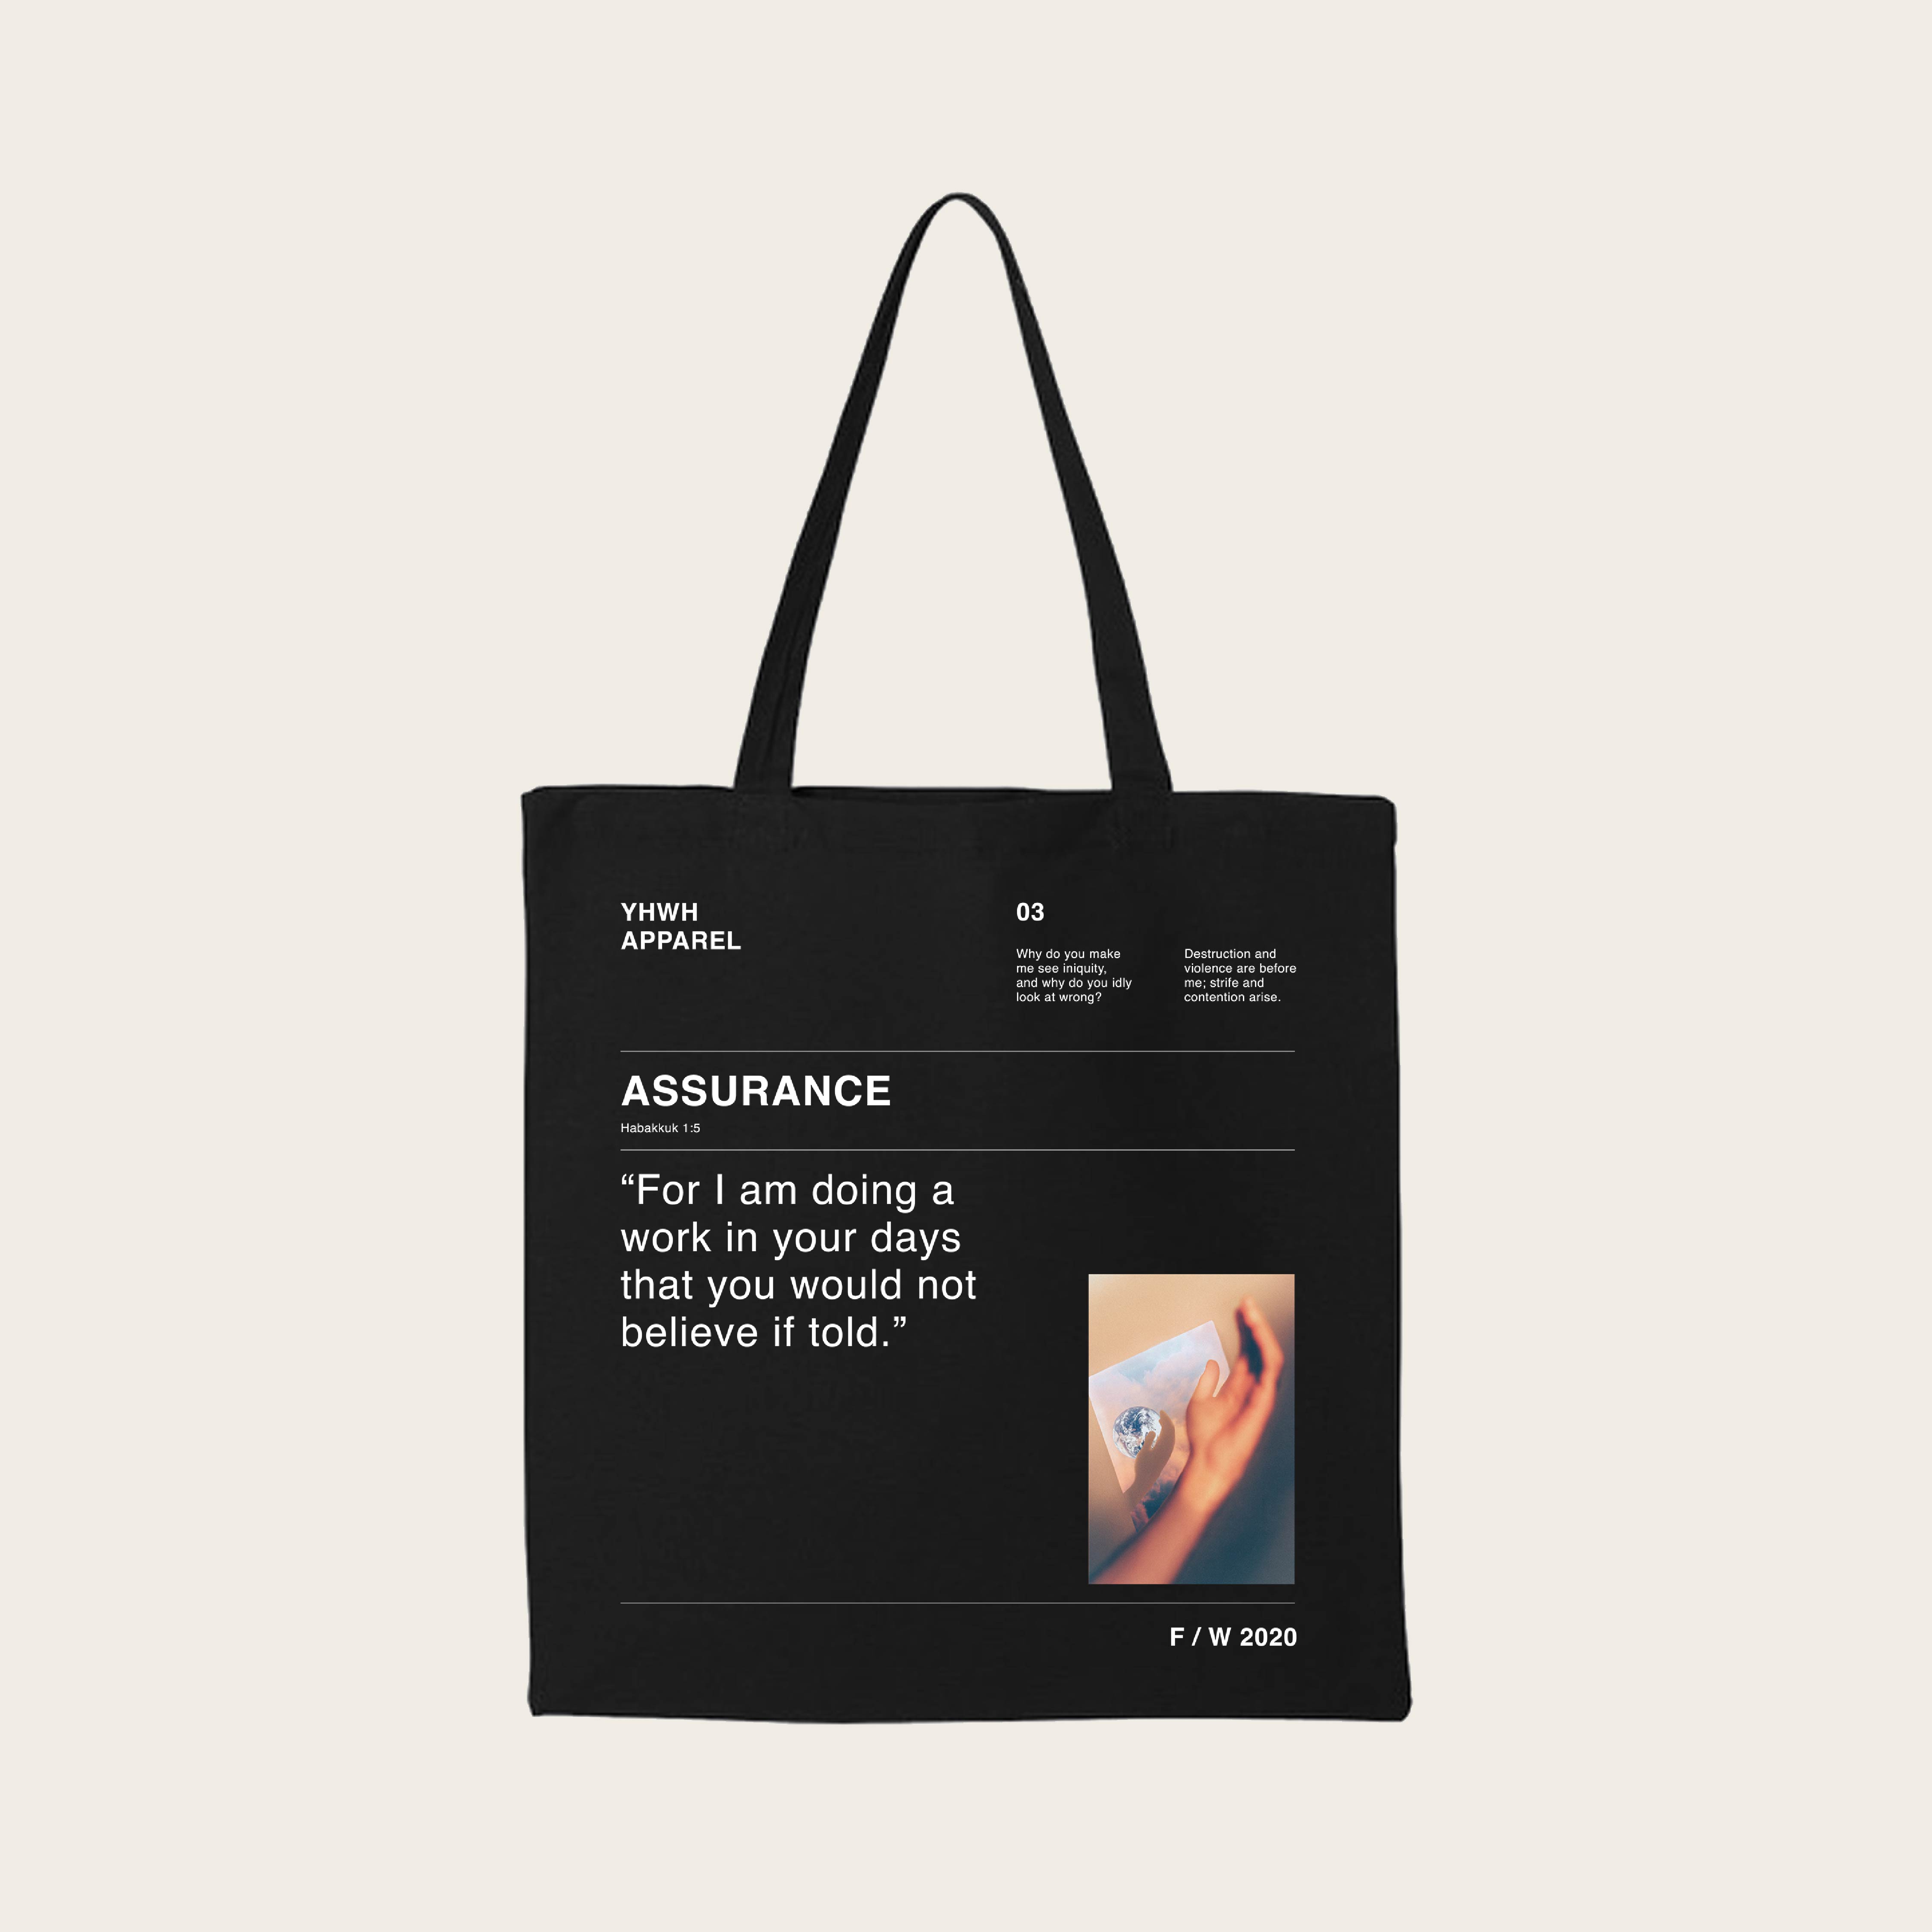 YHWH
APPAREL
03
Why do you make
me see iniquity,
and why do you idly
look at wrong?
Destruction and
violence are before
me; strife and
contention arise.
ASSURANCE
Habakkuk 1:5
“For I am doing a
work in your days
that you would not
believe if told.”
F / W 2020